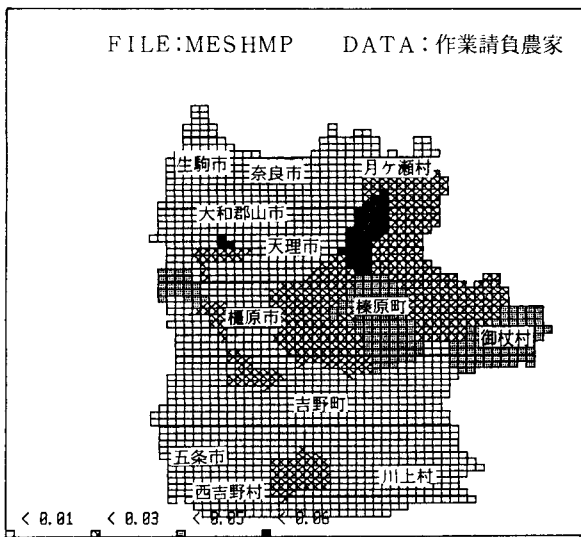 FILE:MESHMP DATA:作業請負農家
生駒市
奈良市
月ケ瀬村
大和郡山市
天理市
橿原市
榛原町
御杖村
吉野町
五条市
西吉野村
川上村
< 0.01 < 0.03 < 0.05 < 0.06